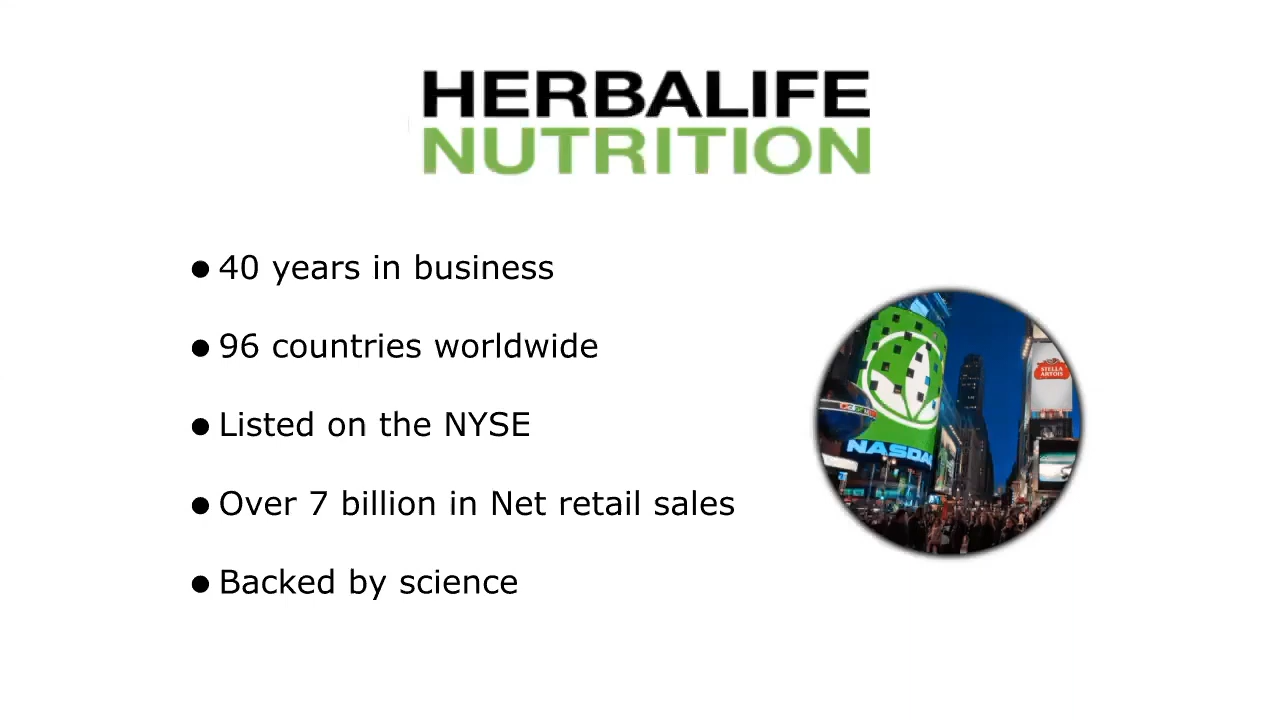 HERBALIFE
NUTRITION
● 40 years in business
● 96 countries worldwide
● Listed on the NYSE
● Over 7 billion in Net retail sales
● Backed by science
STELLA
ARTOIS
NASDAQ